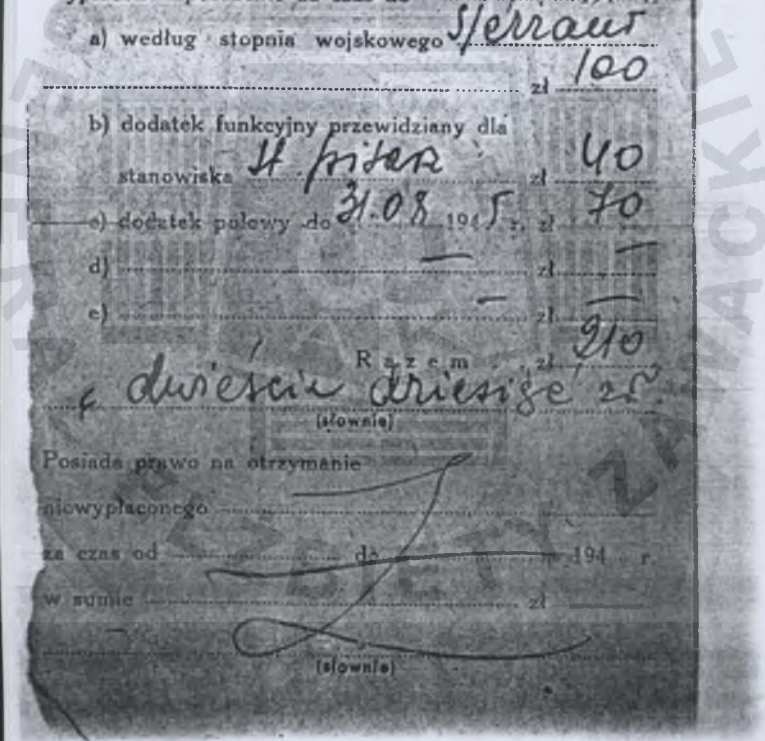 a) według stopnia wojskowego sierżant
zł 100
b) dodatek funkcyjny przewidziany dla
stanowiska st pisarz zł 40
c) dodatek polowy do 31.08 1945 r. zł 70
d) — zł —
e) — zł —
Razem zł 210
dwieście dziesięć zł.
(słownie)
Posiada prawo na otrzymanie
niewypłaconego
za czas od do 194 r.
w sumie zł
(słownie)